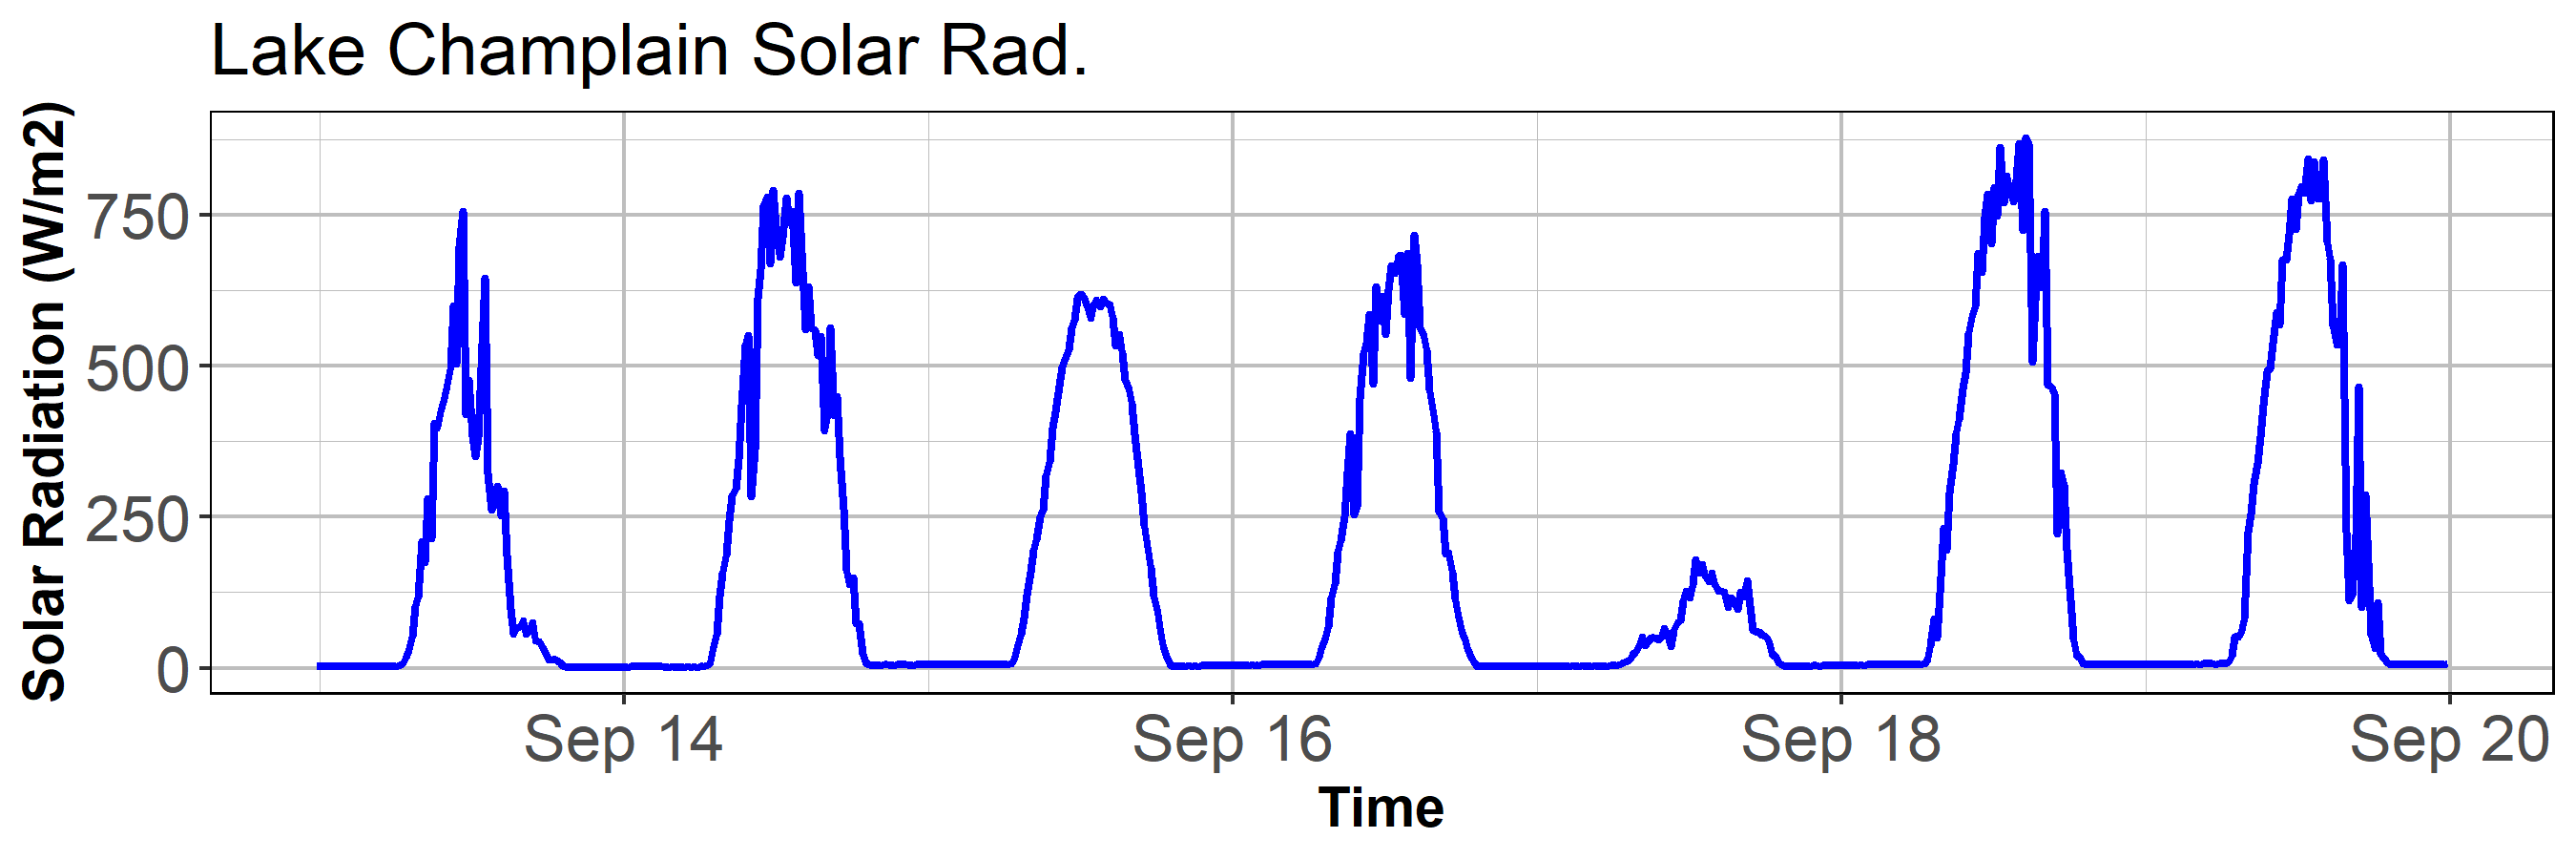 Lake Champlain Solar Rad.
Solar Radiation (W/m2)
750
500
250
0
Sep 14 Sep 16 Sep 18 Sep 20
Time